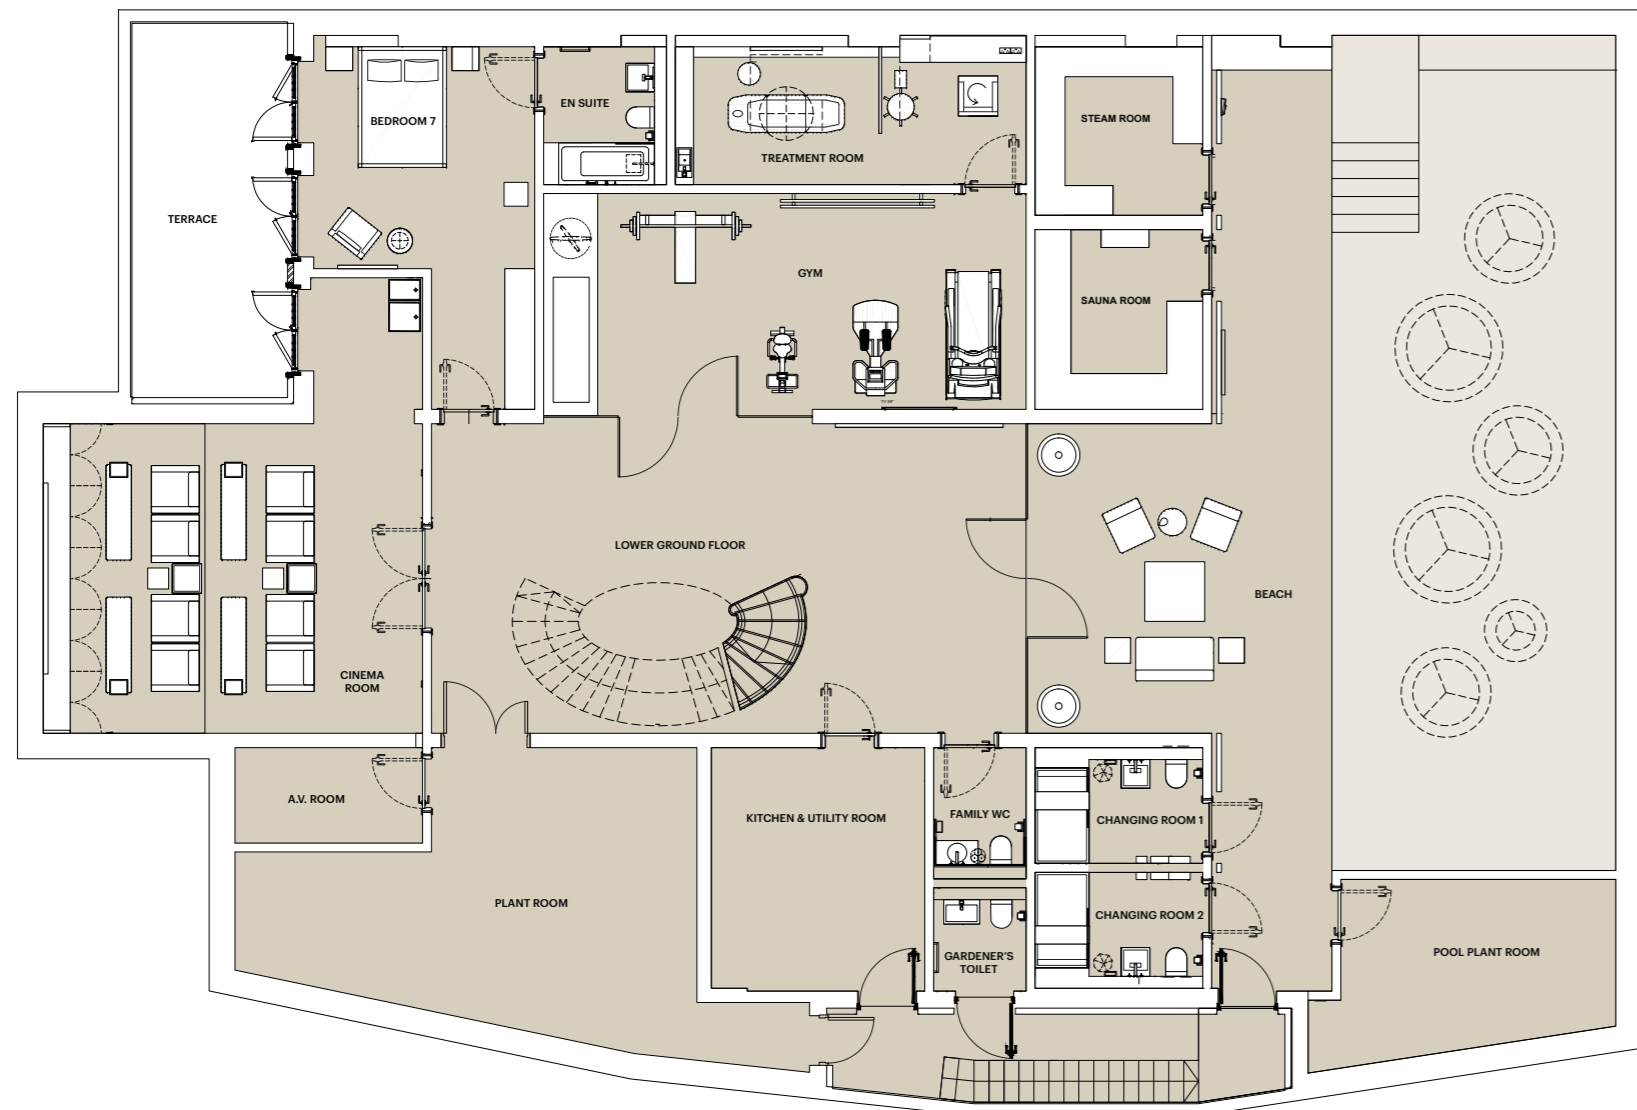 EN SUITE
BEDROOM 7
STEAM ROOM
TREATMENT ROOM
TERRACE
GYM
SAUNA ROOM
LOWER GROUND FLOOR
BEACH
CINEMA
ROOM
A.V. ROOM
KITCHEN & UTILITY ROOM
FAMILY WC
CHANGING ROOM 1
PLANT ROOM
CHANGING ROOM 2
GARDENER'S
TOILET
POOL PLANT ROOM